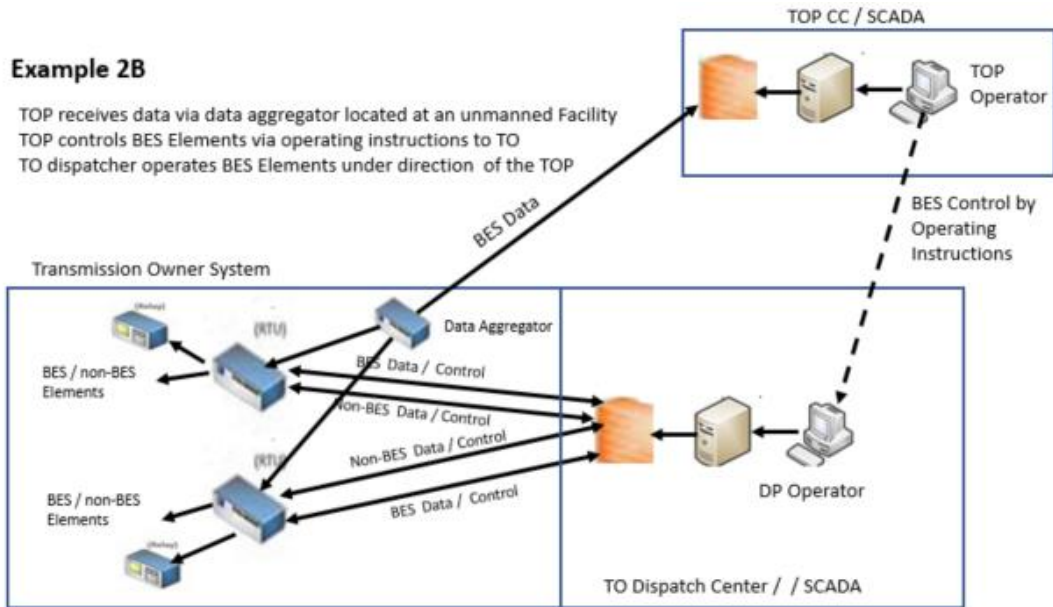 TOP CC / SCADA
Example 2B
TOP receives data via data aggregator located at an unmanned Facility
TOP controls BES Elements via operating instructions to TO
TO dispatcher operates BES Elements under direction of the TOP
TOP
Operator
BES Data
BES Control by
Operating
Instructions
Transmission Owner System
(Relay)
(RTU)
Data Aggregator
BES / non-BES
Elements
BES Data / Control
Non-BES Data / Control
Non-BES Data / Control
(RTU)
BES Data / Control
BES / non-BES
Elements
(Relay)
DP Operator
TO Dispatch Center / / SCADA